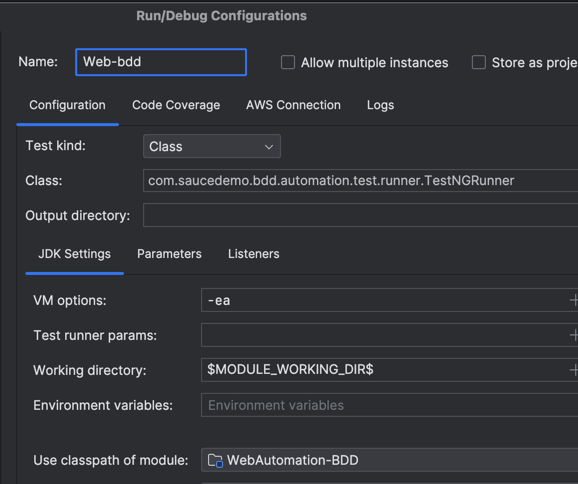 Run/Debug Configurations
Name: Web-bdd Allow multiple instances Store as proje
Configuration Code Coverage AWS Connection Logs
Test kind: Class
Class: com.saucedemo.bdd.automation.test.runner.TestNGRunner
Output directory:
JDK Settings Parameters Listeners
VM options: -ea
Test runner params:
Working directory: $MODULE_WORKING_DIR$
Environment variables: Environment variables
Use classpath of module: WebAutomation-BDD